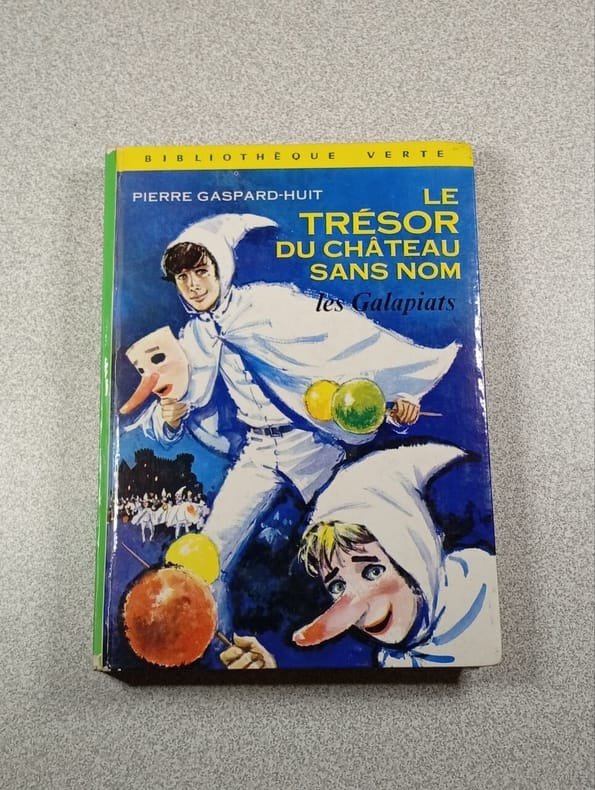 BIBLIOTHÈQUE VERTE
PIERRE GASPARD-HUIT
LE
TRÉSOR
DU CHÂTEAU
SANS NOM
les Galapiats